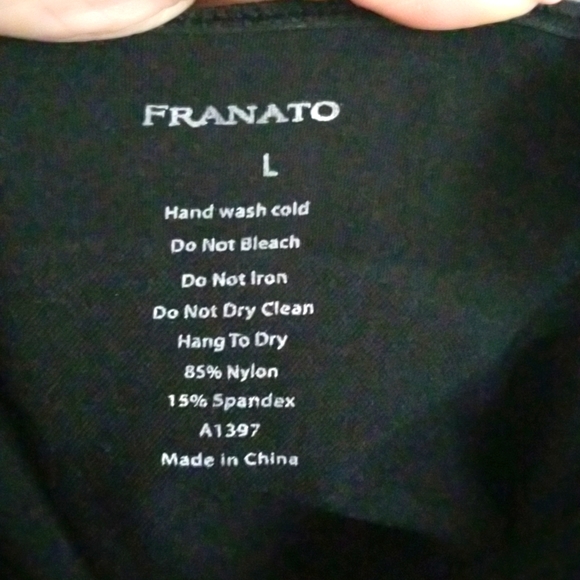 FRANATO
L
Hand wash cold
Do Not Bleach
Do Not Iron
Do Not Dry Clean
Hang To Dry
85% Nylon
15% Spandex
A1397
Made in China